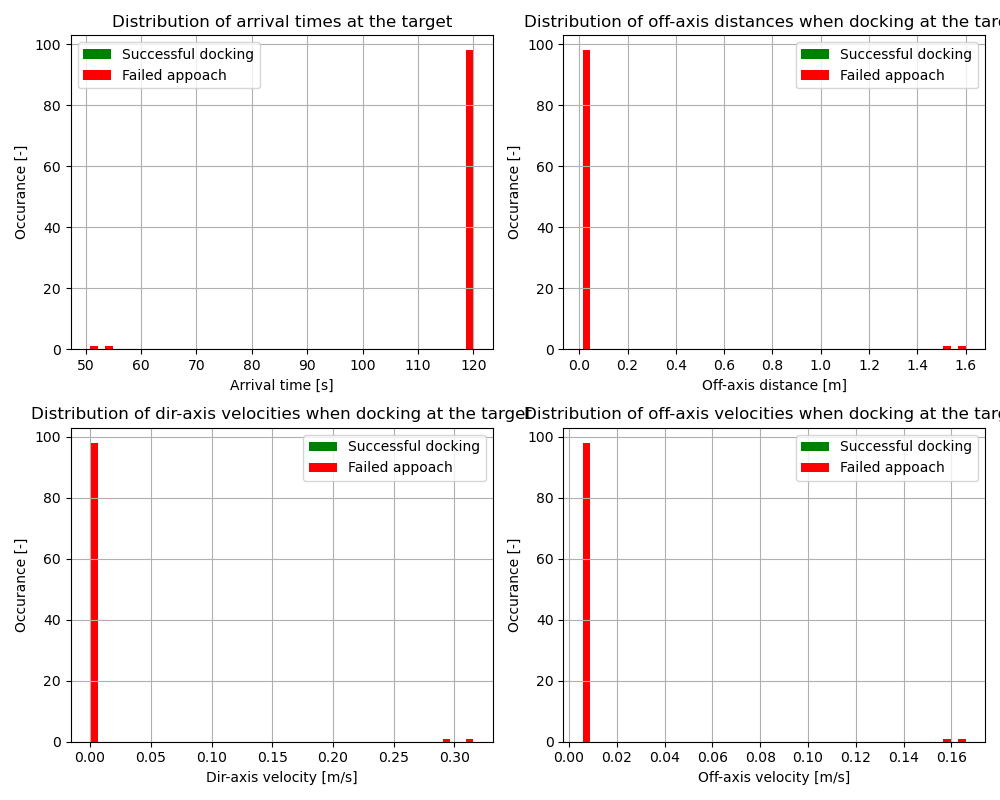 Distribution of arrival times at the target
100
80
60
40
20
0
Occurance [-]
Successful docking
Failed appoach
50 60 70 80 90 100 110 120
Arrival time [s]
Distribution of off-axis distances when docking at the targ
100
80
60
40
20
0
Occurance [-]
Successful docking
Failed appoach
0.0 0.2 0.4 0.6 0.8 1.0 1.2 1.4 1.6
Off-axis distance [m]
Distribution of dir-axis velocities when docking at the target
100
80
60
40
20
0
Occurance [-]
Successful docking
Failed appoach
0.00 0.05 0.10 0.15 0.20 0.25 0.30
Dir-axis velocity [m/s]
Distribution of off-axis velocities when docking at the targ
100
80
60
40
20
0
Occurance [-]
Successful docking
Failed appoach
0.00 0.02 0.04 0.06 0.08 0.10 0.12 0.14 0.16
Off-axis velocity [m/s]